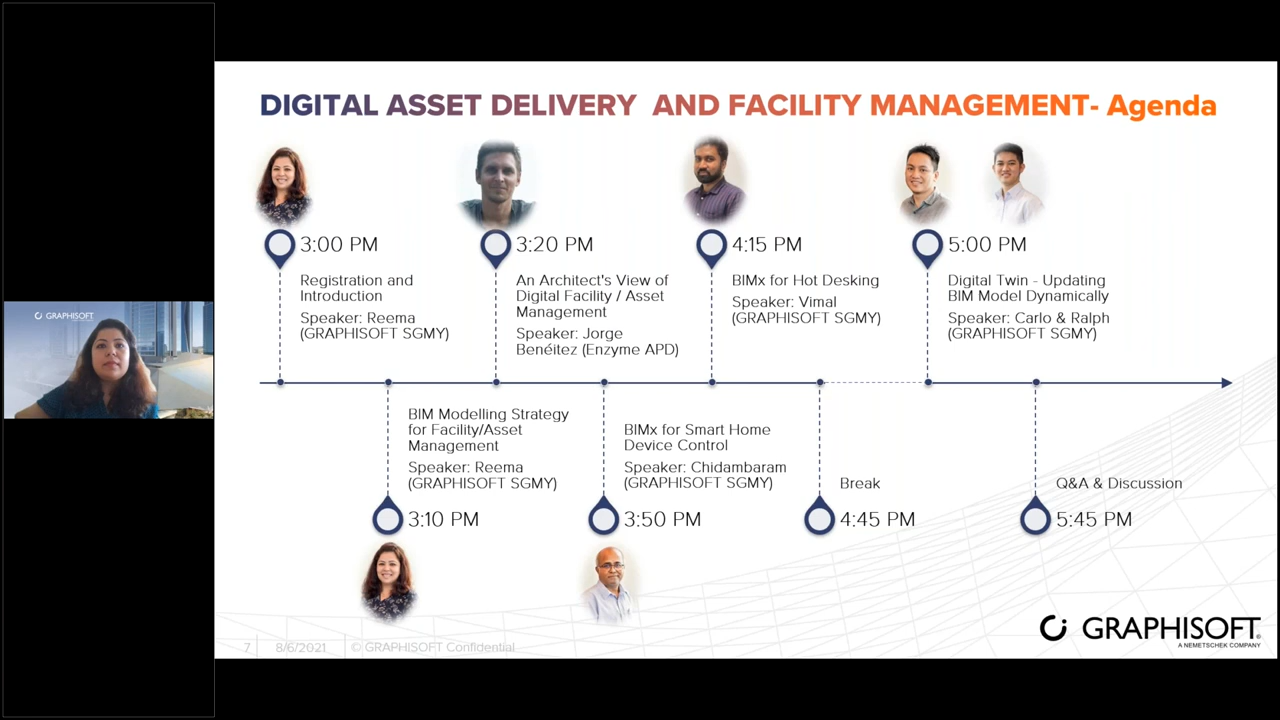 DIGITAL ASSET DELIVERY AND FACILITY MANAGEMENT- Agenda
3:00 PM
Registration and
Introduction
Speaker: Reema
(GRAPHISOFT SGMY)
3:20 PM
An Architect's View of
Digital Facility / Asset
Management
Speaker: Jorge
Benéitez (Enzyme APD)
4:15 PM
BIMx for Hot Desking
Speaker: Vimal
(GRAPHISOFT SGMY)
5:00 PM
Digital Twin - Updating
BIM Model Dynamically
Speaker: Carlo & Ralph
(GRAPHISOFT SGMY)
GRAPHISOFT
BIM Modelling Strategy
for Facility/Asset
Management
Speaker: Reema
(GRAPHISOFT SGMY)
3:10 PM
BIMx for Smart Home
Device Control
Speaker: Chidambaram
(GRAPHISOFT SGMY)
3:50 PM
Break
4:45 PM
Q&A & Discussion
5:45 PM
7
8/6/2021
© GRAPHISOFT Confidential
GRAPHISOFT
A NEMETSCHEK COMPANY